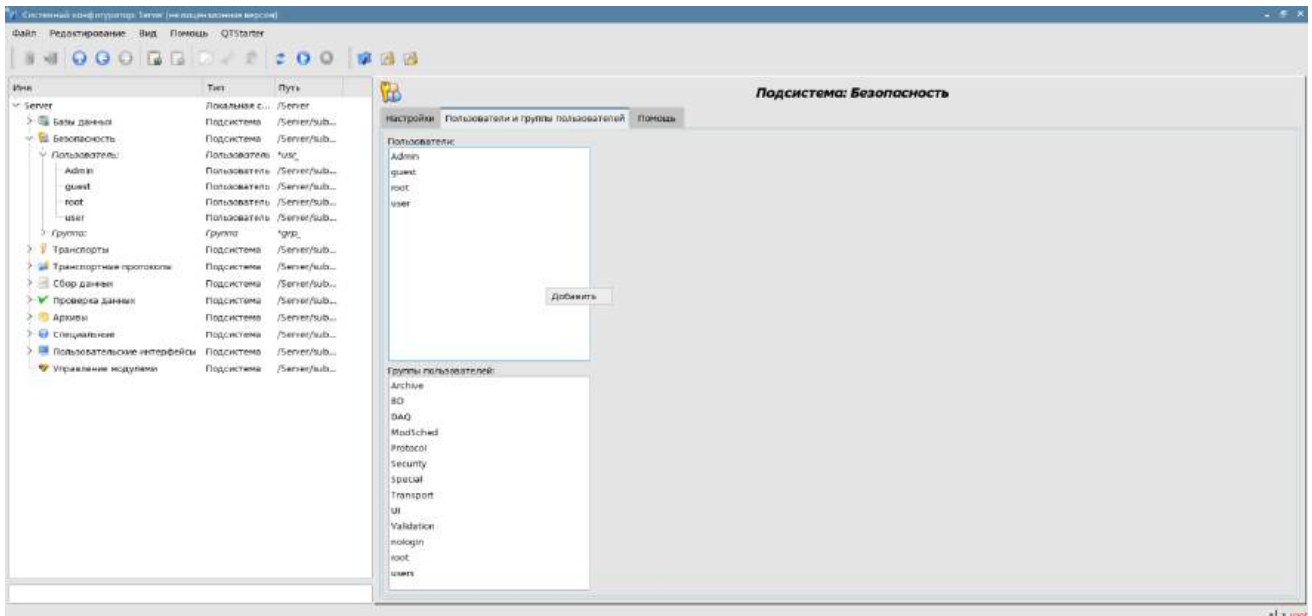 Системный конфигуратор: Server (не лицензионная версия)
Файл Редактирование Вид Помощь QTStarter
Имя Тип Путь
Server Локальная с... /Server
Базы данных Подсистема /Server/sub...
Безопасность Подсистема /Server/sub...
Пользователь: Пользователь *usr_
Admin Пользователь /Server/sub...
guest Пользователь /Server/sub...
root Пользователь /Server/sub...
user Пользователь /Server/sub...
Группа: Группа *grp_
Транспорты Подсистема /Server/sub...
Транспортные протоколы Подсистема /Server/sub...
Сбор данных Подсистема /Server/sub...
Проверка данных Подсистема /Server/sub...
Архивы Подсистема /Server/sub...
Специальные Подсистема /Server/sub...
Пользовательские интерфейсы Подсистема /Server/sub...
Управление модулями Подсистема /Server/sub...
Подсистема: Безопасность
Настройки Пользователи и группы пользователей Помощь
Пользователи:
Admin
guest
root
user
Добавить
Группы пользователей:
Archive
BD
DAQ
ModSched
Protocol
Security
Special
Transport
UI
Validation
nologin
root
users
root